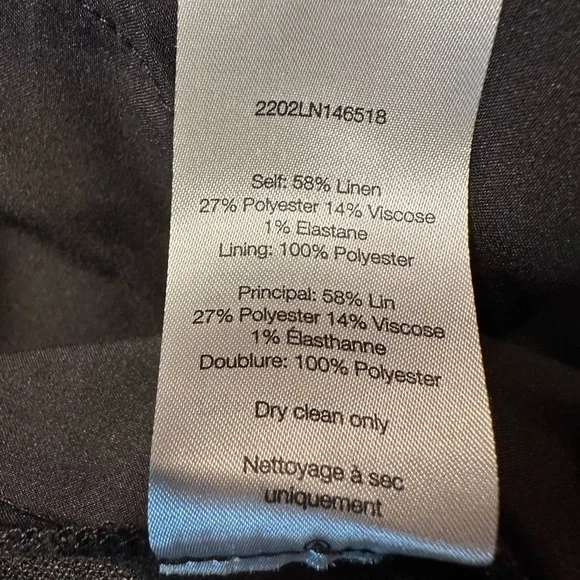 2202LN146518
Self: 58% Linen
27% Polyester 14% Viscose
1% Elastane
Lining: 100% Polyester
Principal: 58% Lin
27% Polyester 14% Viscose
1% Élasthanne
Doublure: 100% Polyester
Dry clean only
Nettoyage à sec
uniquement